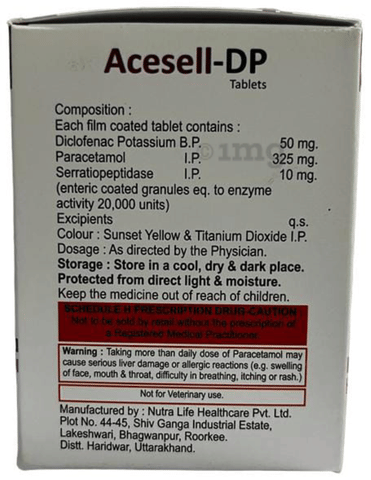 Acesell-DP
Tablets
Composition :
Each film coated tablet contains :
Diclofenac Potassium B.P. 50 mg.
Paracetamol I.P. 325 mg.
Serratiopeptidase I.P. 10 mg.
(enteric coated granules eq. to enzyme
activity 20,000 units)
Excipients q.s.
Colour : Sunset Yellow & Titanium Dioxide I.P.
Dosage : As directed by the Physician.
Storage : Store in a cool, dry & dark place.
Protected from direct light & moisture.
Keep the medicine out of reach of children.
SCHEDULE H PRESCRIPTION DRUG-CAUTION :
Not to be sold by retail without the prescription of
a Registered Medical Practitioner.
Warning : Taking more than daily dose of Paracetamol may
cause serious liver damage or allergic reactions (e.g. swelling
of face, mouth & throat, difficulty in breathing, itching or rash.)
Not for Veterinary use.
Manufactured by : Nutra Life Healthcare Pvt. Ltd.
Plot No. 44-45, Shiv Ganga Industrial Estate,
Lakeshwari, Bhagwanpur, Roorkee.
Distt. Haridwar, Uttarakhand.
1mg